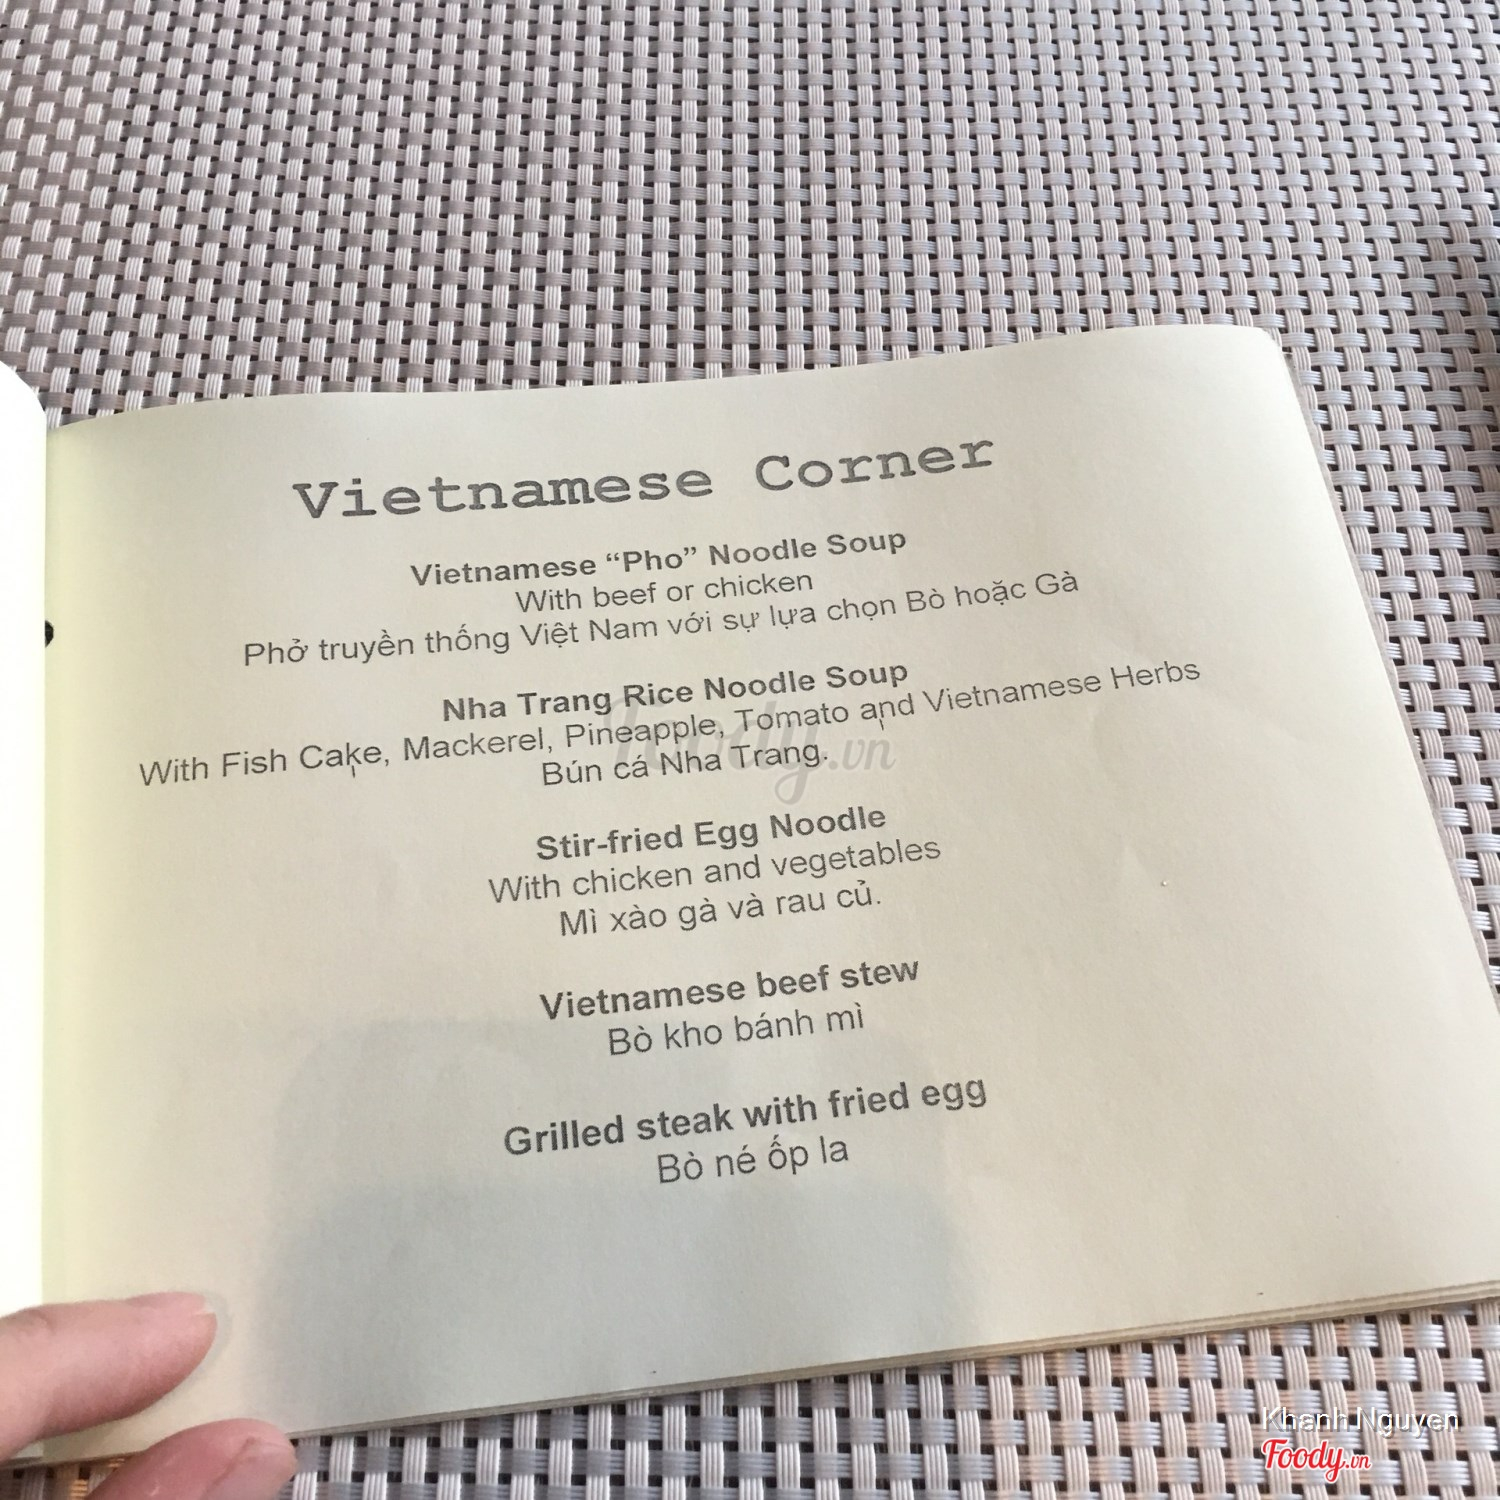 Vietnamese Corner
Vietnamese “Pho” Noodle Soup
With beef or chicken
Phở truyền thống Việt Nam với sự lựa chọn Bò hoặc Gà
Nha Trang Rice Noodle Soup
With Fish Cake, Mackerel, Pineapple, Tomato and Vietnamese Herbs
Bún cá Nha Trang.
Stir-fried Egg Noodle
With chicken and vegetables
Mì xào gà và rau củ.
Vietnamese beef stew
Bò kho bánh mì
Grilled steak with fried egg
Bò né ốp la
Foody.vn
Khanh Nguyen
Foody.vn